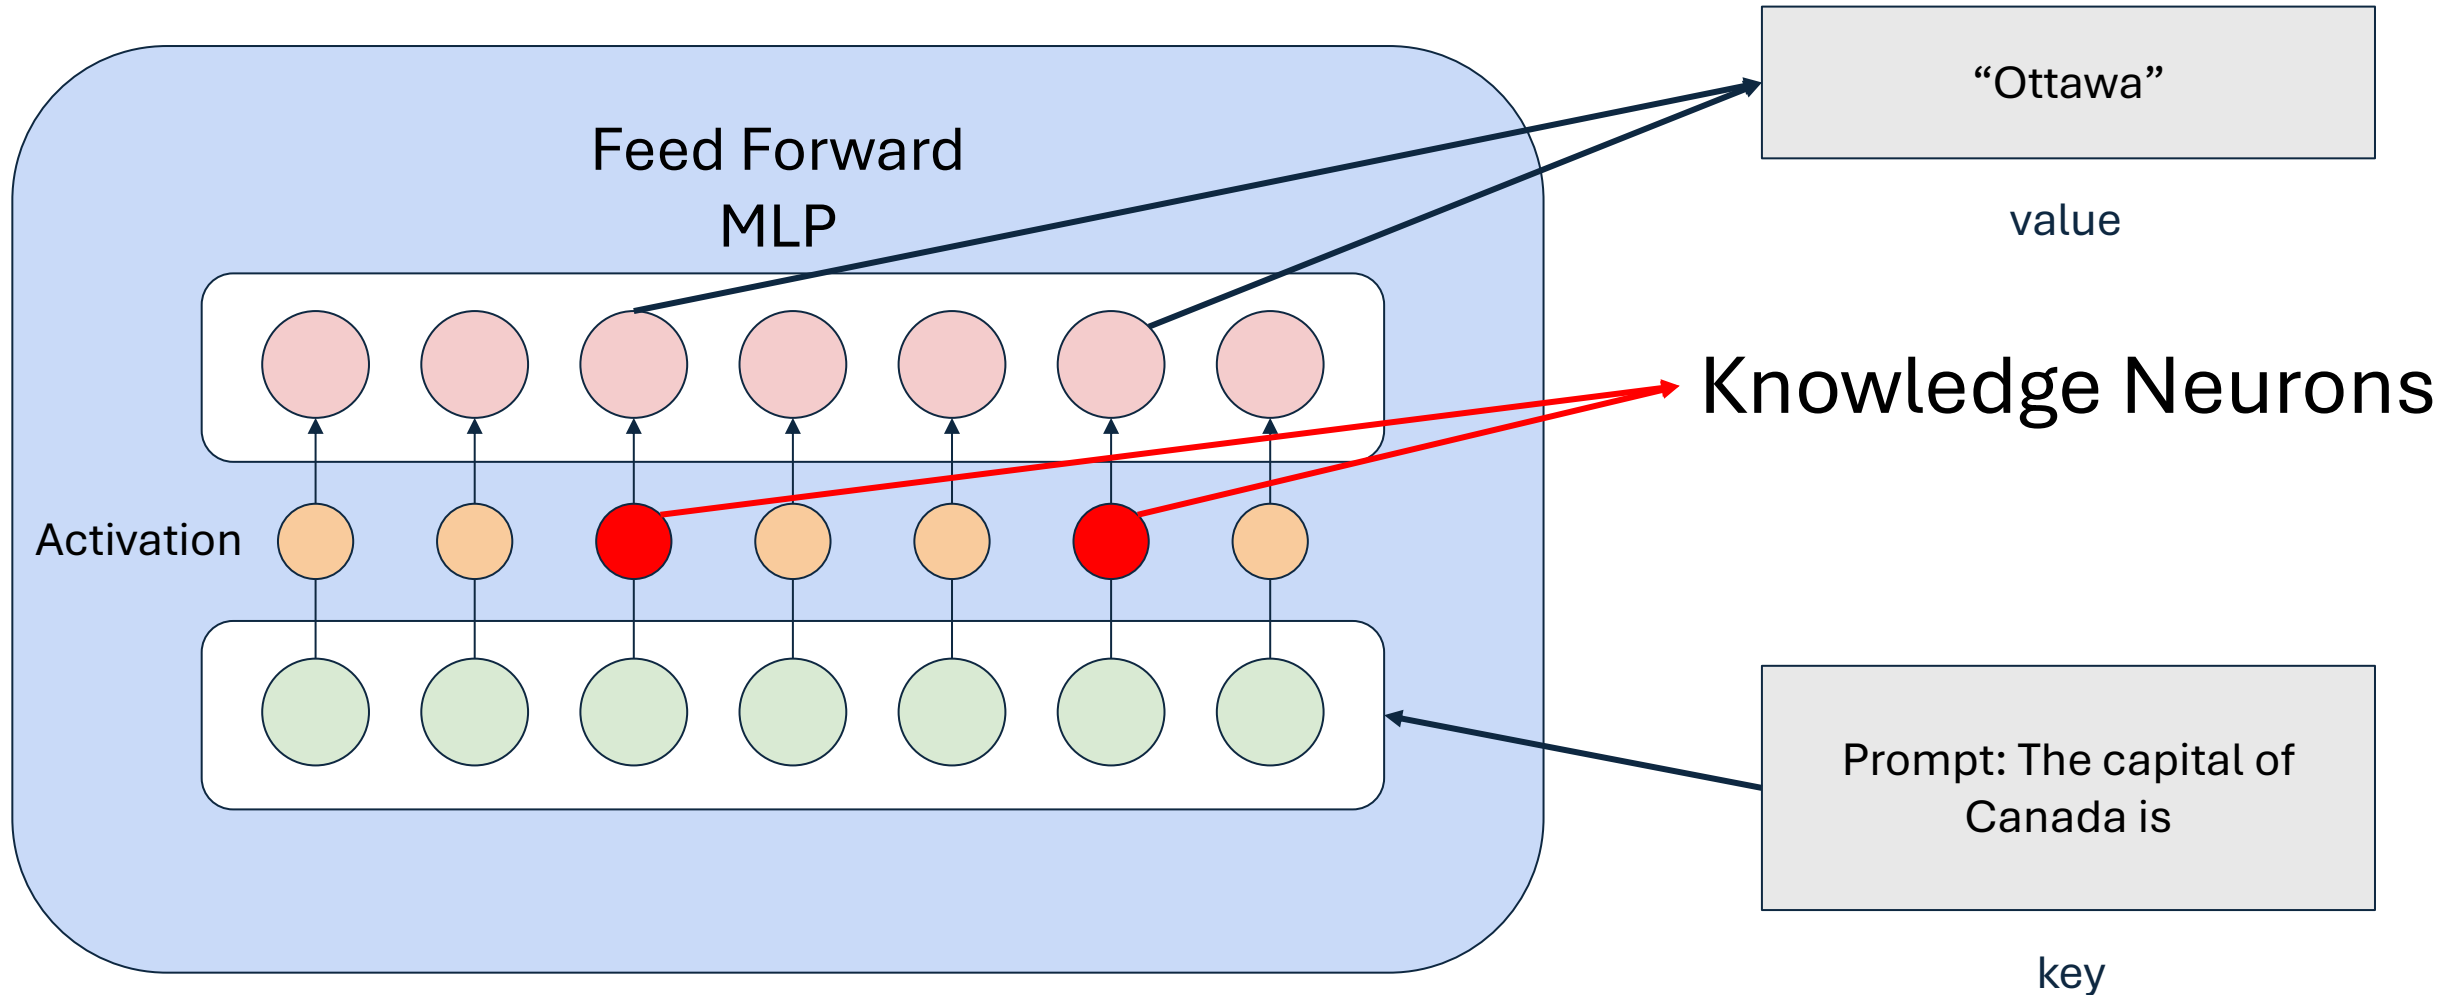 “Ottawa”
Feed Forward
MLP
value
Knowledge Neurons
Activation
Prompt: The capital of
Canada is
key